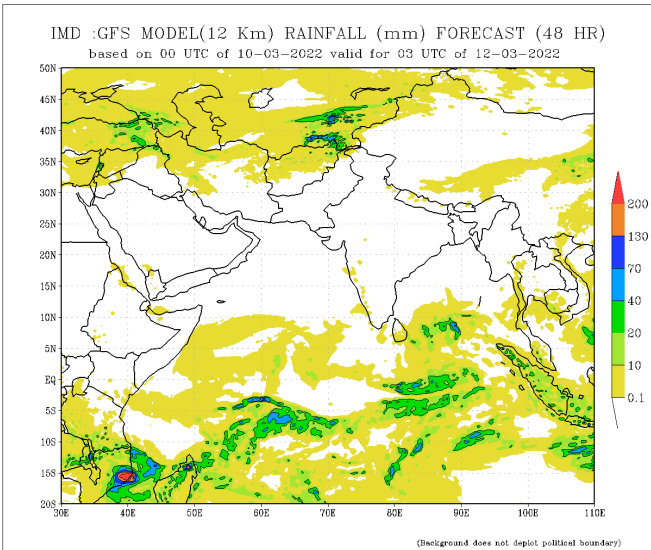 IMD :GFS MODEL(12 Km) RAINFALL (mm) FORECAST (48 HR)
based on 00 UTC of 10-03-2022 valid for 03 UTC of 12-03-2022
50N
45N
40N
35N
30N
25N
20N
15N
10N
5N
EQ
5S
10S
15S
20S
30E 40E 50E 60E 70E 80E 90E 100E 110E
200
130
70
40
20
10
0.1
(Background does not depict political boundary)